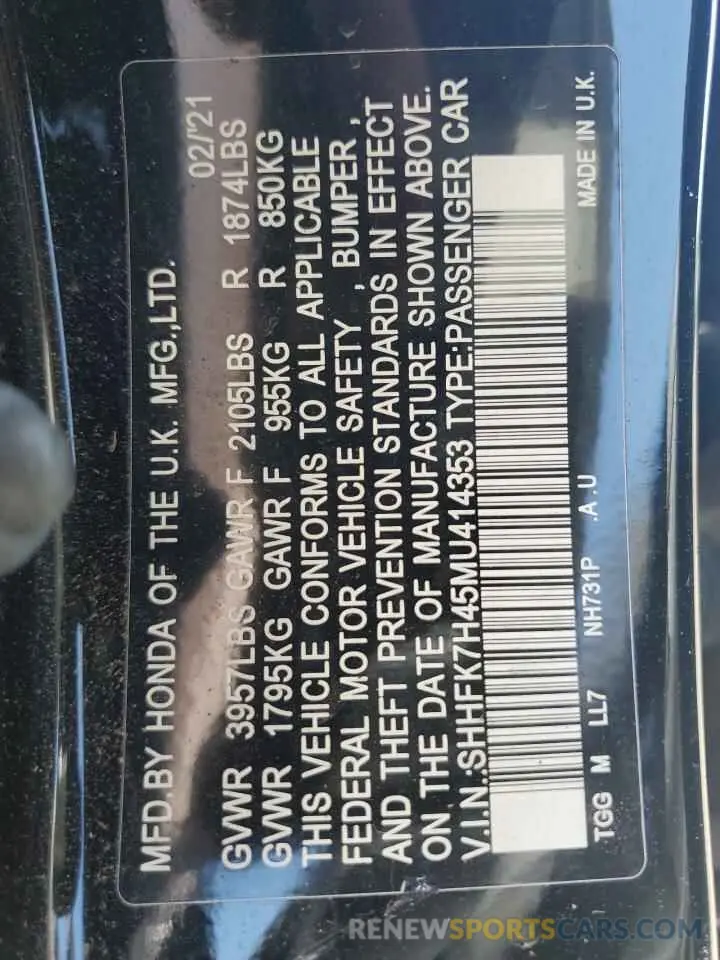 MFD.BY HONDA OF THE U.K. MFG.,LTD. 02/'21
GVWR 3957LBS GAWR F 2105LBS R 1874LBS
GVWR 1795KG GAWR F 955KG R 850KG
THIS VEHICLE CONFORMS TO ALL APPLICABLE
FEDERAL MOTOR VEHICLE SAFETY , BUMPER ,
AND THEFT PREVENTION STANDARDS IN EFFECT
ON THE DATE OF MANUFACTURE SHOWN ABOVE.
V.I.N.:SHHFK7H45MU414353 TYPE:PASSENGER CAR
TGG M LL7 NH731P .A .U MADE IN U.K.
RENEWSPORTSCARS.COM